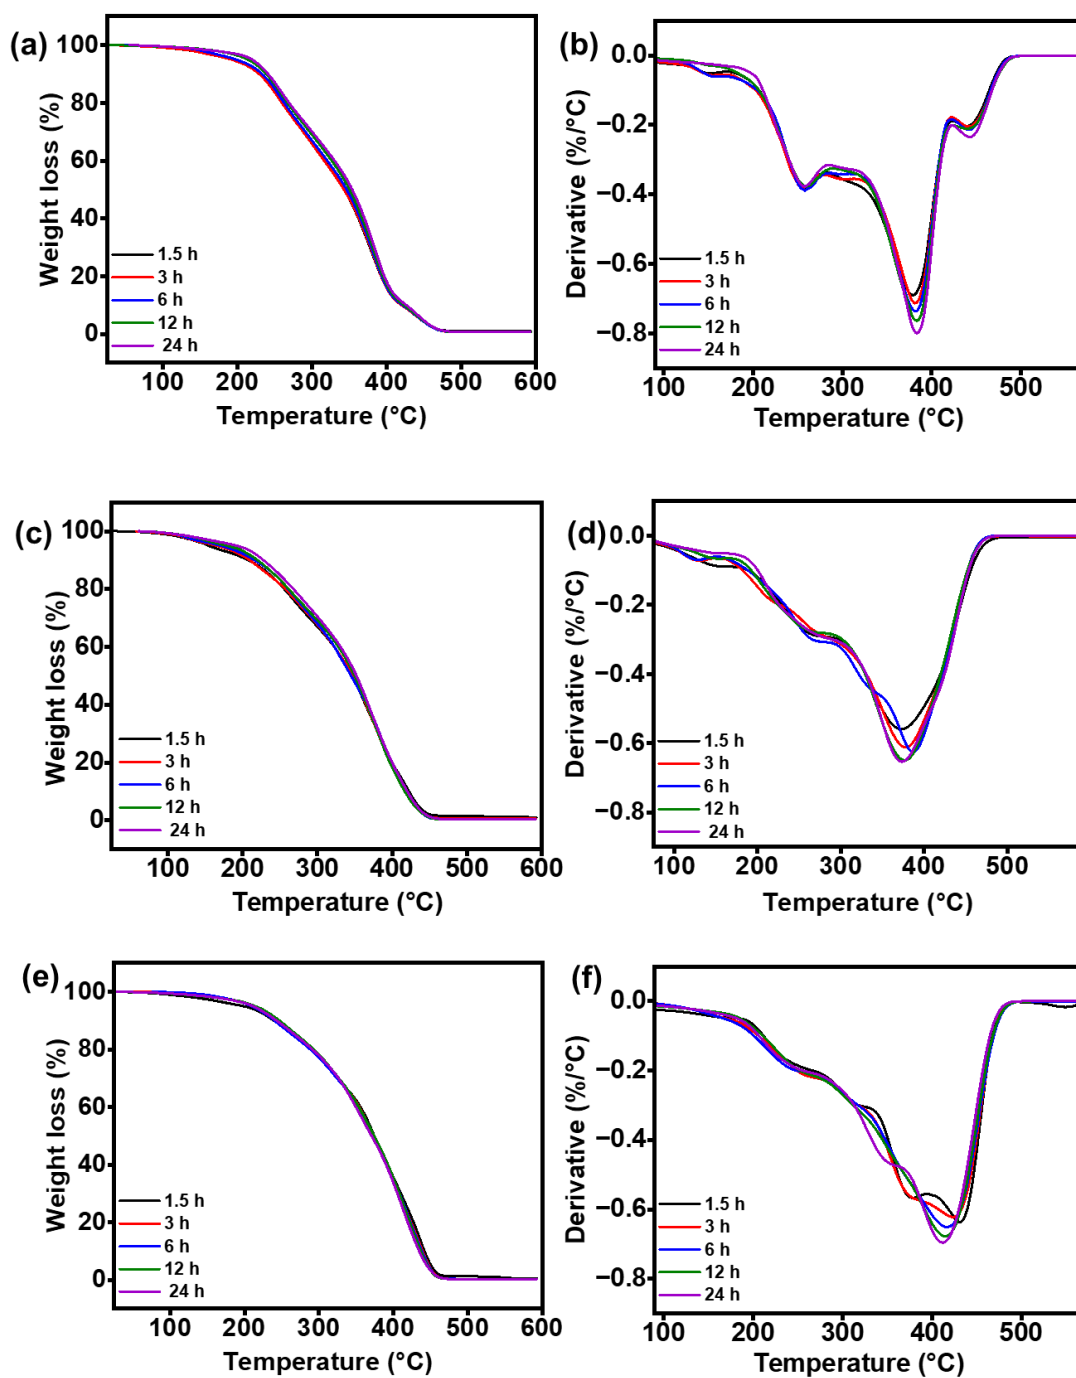 (a)
Weight loss (%)
100
80
60
40
20
0
1.5 h
3 h
6 h
12 h
24 h
100 200 300 400 500 600
Temperature (°C)
(b)
Derivative (%/°C)
0.0
−0.2
−0.4
−0.6
−0.8
1.5 h
3 h
6 h
12 h
24 h
100 200 300 400 500
Temperature (°C)
(c)
Weight loss (%)
100
80
60
40
20
0
1.5 h
3 h
6 h
12 h
24 h
100 200 300 400 500 600
Temperature (°C)
(d)
Derivative (%/°C)
0.0
−0.2
−0.4
−0.6
−0.8
1.5 h
3 h
6 h
12 h
24 h
100 200 300 400 500
Temperature (°C)
(e)
Weight loss (%)
100
80
60
40
20
0
1.5 h
3 h
6 h
12 h
24 h
100 200 300 400 500 600
Temperature (°C)
(f)
Derivative (%/°C)
0.0
−0.2
−0.4
−0.6
−0.8
1.5 h
3 h
6 h
12 h
24 h
100 200 300 400 500
Temperature (°C)